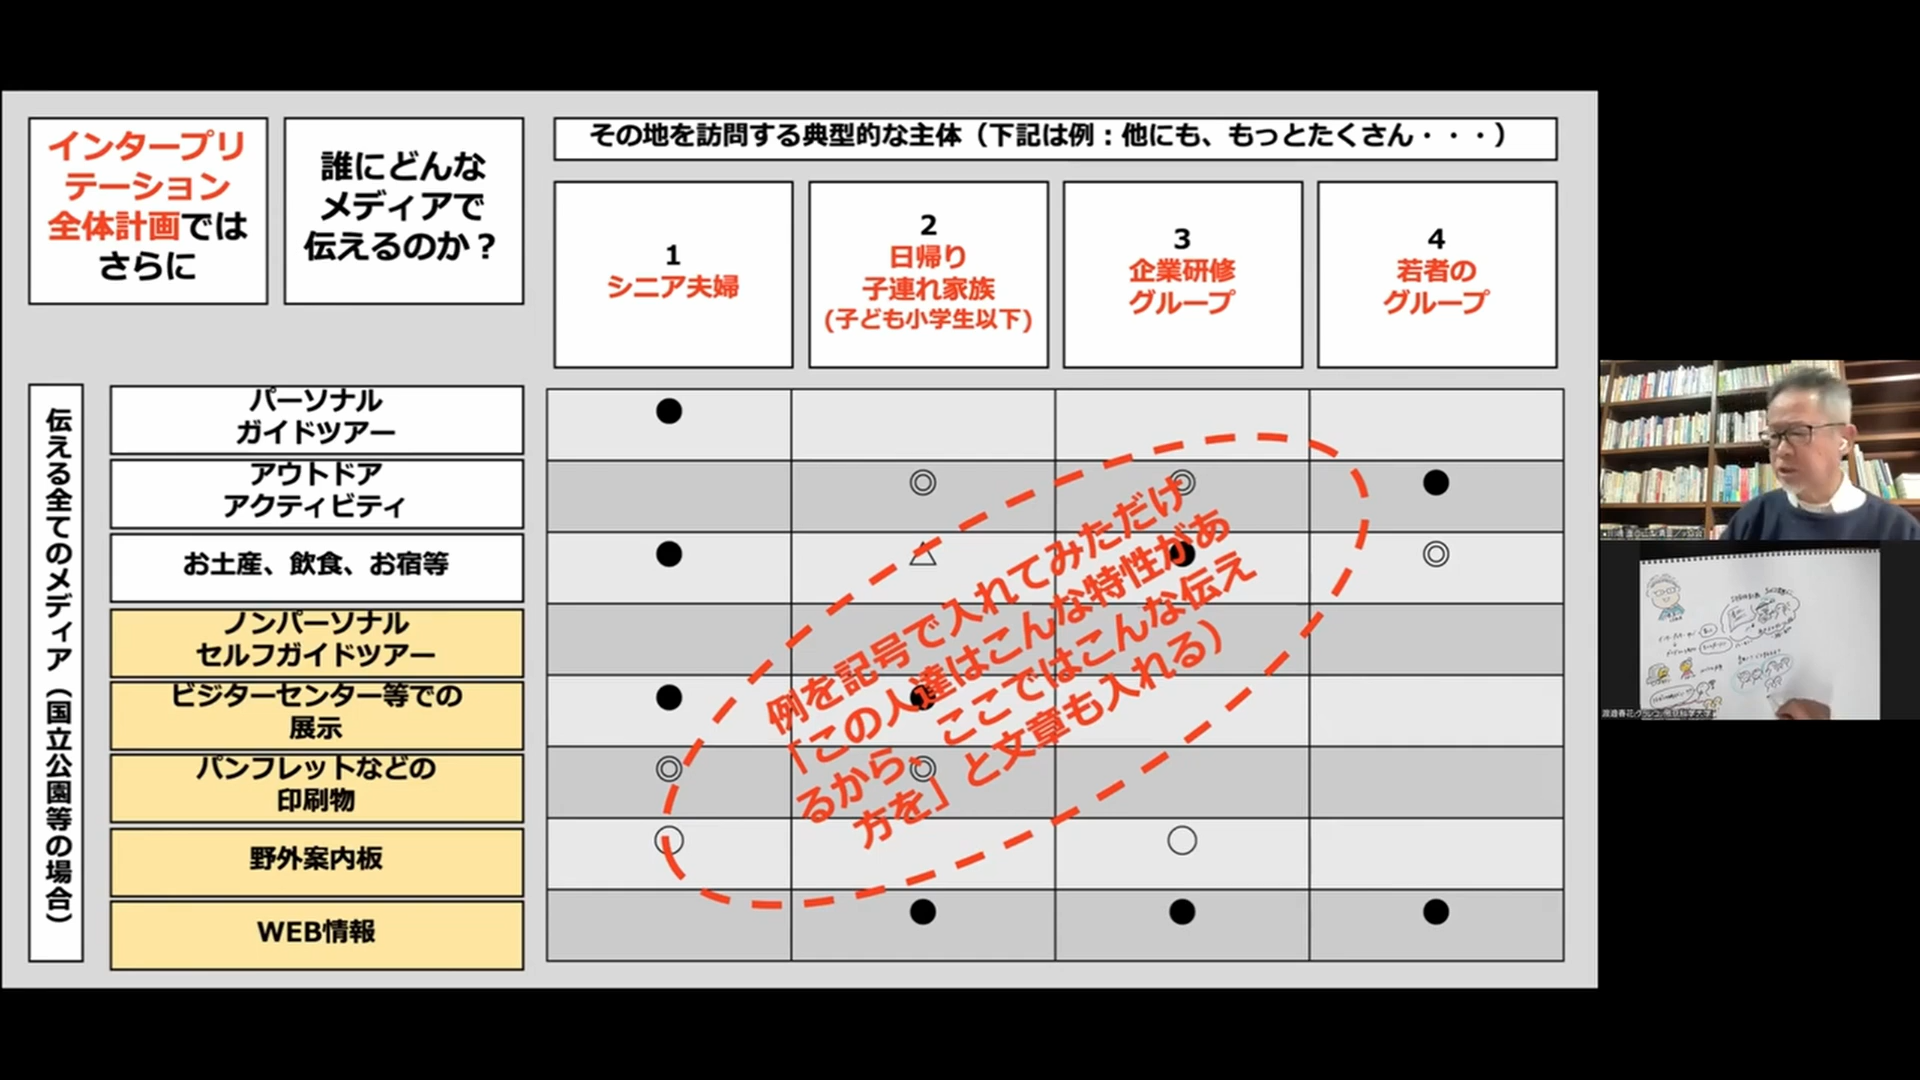 インタープリ
テーション
全体計画では
さらに
誰にどんな
メディアで
伝えるのか？
その地を訪問する典型的な主体（下記は例：他にも、もっとたくさん・・・）
1
シニア夫婦
2
日帰り
子連れ家族
(子ども小学生以下)
3
企業研修
グループ
4
若者の
グループ
伝える全てのメディア（国立公園等の場合）
パーソナル
ガイドツアー
アウトドア
アクティビティ
お土産、飲食、お宿等
ノンパーソナル
セルフガイドツアー
ビジターセンター等での
展示
パンフレットなどの
印刷物
野外案内板
WEB情報
例を記号で入れてみただけ
「この人達はこんな特性があ
るから、ここではこんな伝え
方を」と文章も入れる）